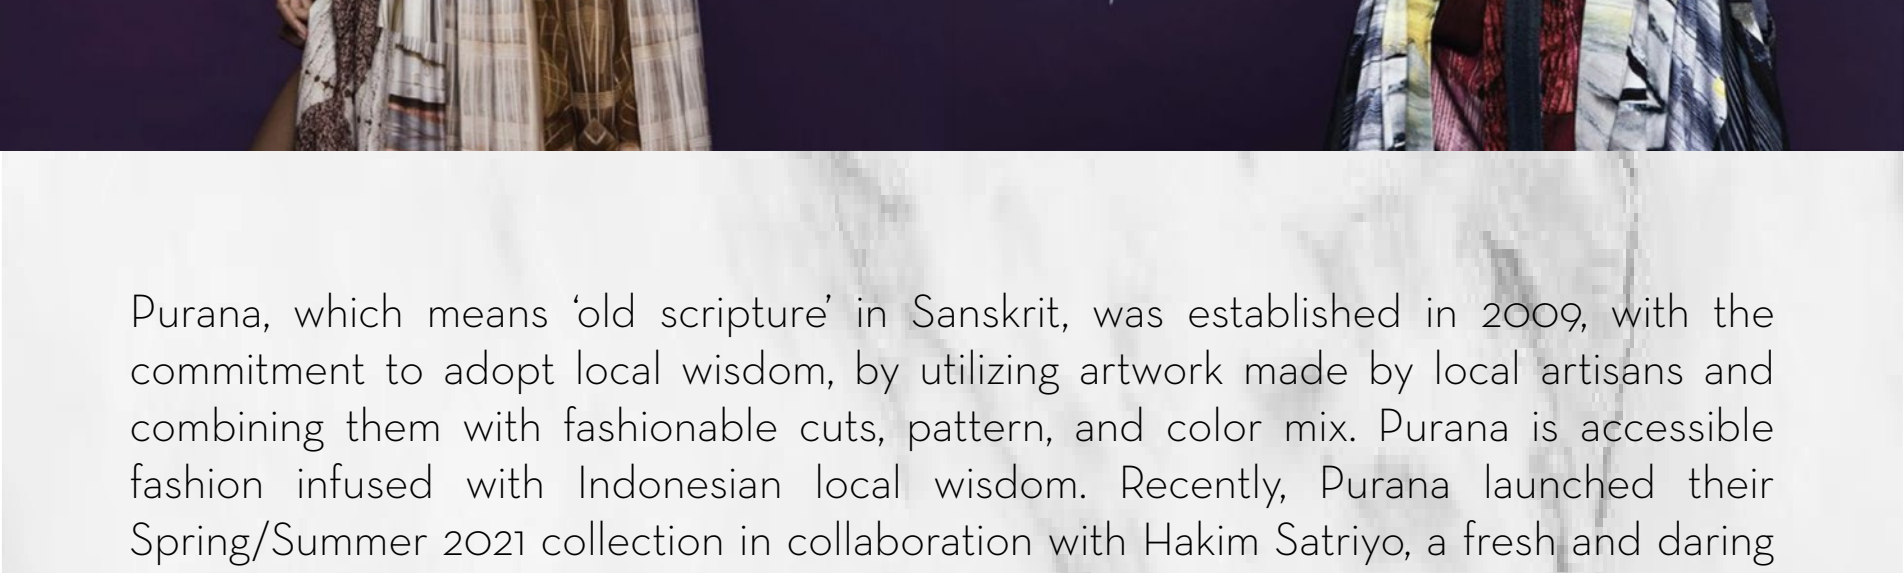 Purana, which means ‘old scripture’ in Sanskrit, was established in 2009, with the
commitment to adopt local wisdom, by utilizing artwork made by local artisans and
combining them with fashionable cuts, pattern, and color mix. Purana is accessible
fashion infused with Indonesian local wisdom. Recently, Purana launched their
Spring/Summer 2021 collection in collaboration with Hakim Satriyo, a fresh and daring